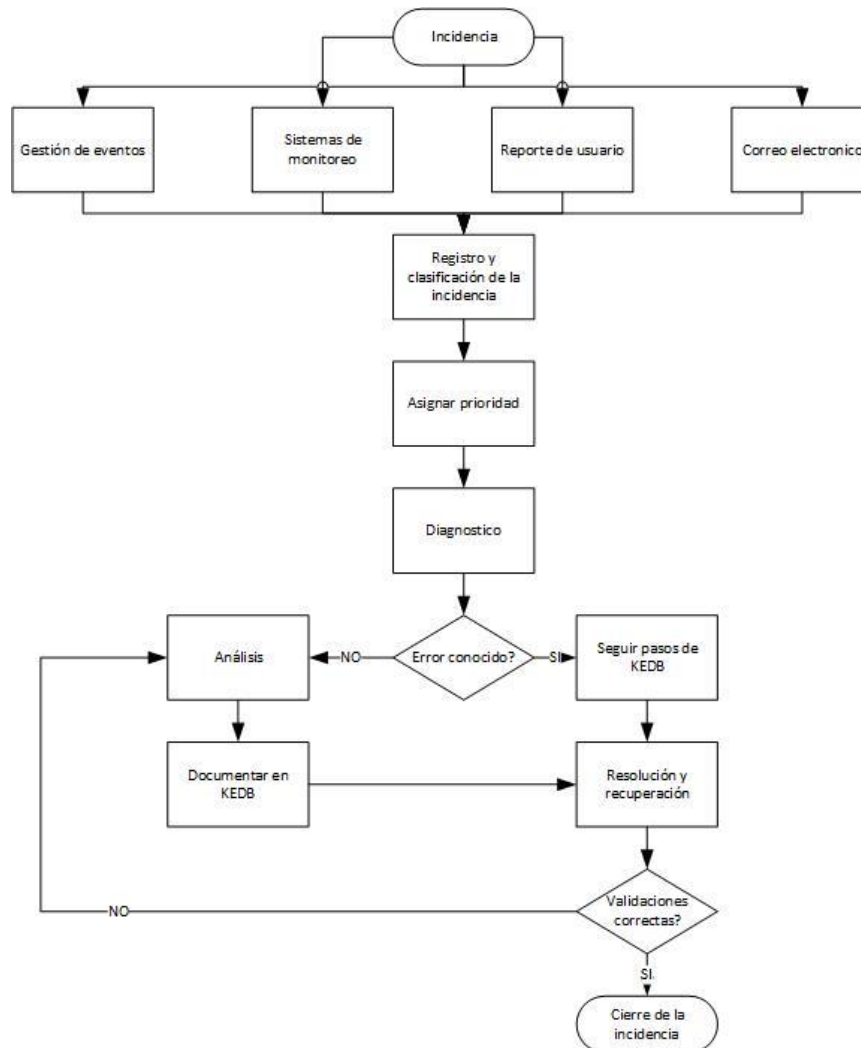 Incidencia
Gestión de eventos
Sistemas de
monitoreo
Reporte de usuario
Correo electronico
Registro y
clasificación de la
incidencia
Asignar prioridad
Diagnostico
Análisis
NO
Error conocido?
SI
Seguir pasos de
KEDB
Documentar en
KEDB
Resolución y
recuperación
Validaciones
correctas?
NO
SI
Cierre de la
incidencia